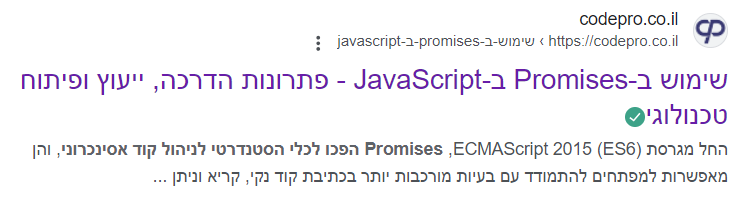 codepro.co.il
https://codepro.co.il › שימוש-ב-promises-ב-javascript
שימוש ב-Promises ב-JavaScript - פתרונות הדרכה, ייעוץ ופיתוח
טכנולוגי
החל מגרסת ECMAScript 2015 (ES6), Promises הפכו לכלי הסטנדרטי לניהול קוד אסינכרוני, והן
מאפשרות למפתחים להתמודד עם בעיות מורכבות יותר בכתיבת קוד נקי, קריא וניתן ...